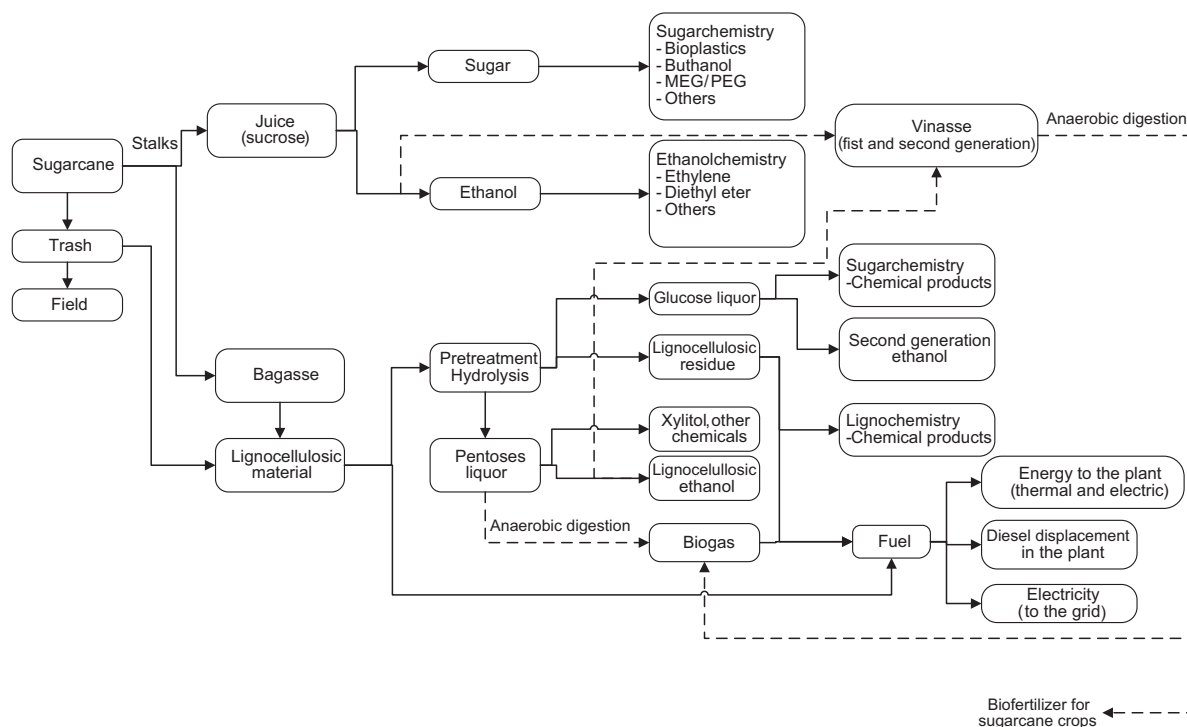 Sugarcane
Trash
Field
Stalks
Juice
(sucrose)
Bagasse
Lignocellulosic
material
Sugar
Ethanol
Sugarchemistry
- Bioplastics
- Buthanol
- MEG/PEG
- Others
Ethanolchemistry
- Ethylene
- Diethyl eter
- Others
Vinasse
(fist and second generation)
Anaerobic digestion
Pretreatment
Hydrolysis
Pentoses
liquor
Anaerobic digestion
Glucose liquor
Lignocellulosic
residue
Xylitol, other
chemicals
Lignocelullosic
ethanol
Biogas
Sugarchemistry
-Chemical products
Second generation
ethanol
Lignochemistry
-Chemical products
Fuel
Energy to the plant
(thermal and electric)
Diesel displacement
in the plant
Electricity
(to the grid)
Biofertilizer for
sugarcane crops